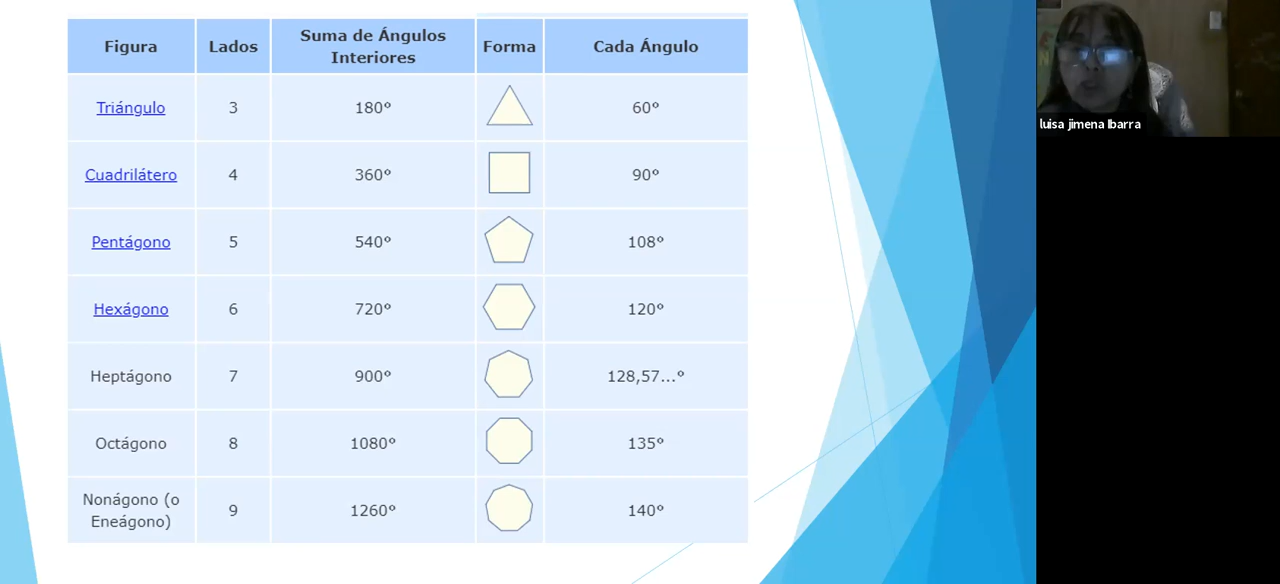 Figura Lados Suma de Ángulos Interiores Forma Cada Ángulo
Triángulo 3 180° 60°
Cuadrilátero 4 360° 90°
Pentágono 5 540° 108°
Hexágono 6 720° 120°
Heptágono 7 900° 128,57...°
Octágono 8 1080° 135°
Nonágono (o Eneágono) 9 1260° 140°
luisa jimena Ibarra